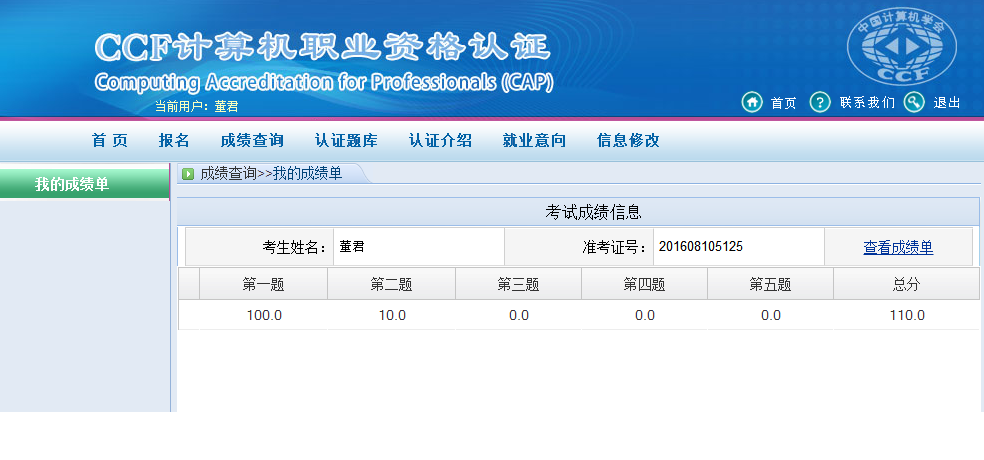 CCF计算机职业资格认证
Computing Accreditation for Professionals (CAP)
中国计算机学会
CCF
当前用户：董君
首页 ? 联系我们 退出
首 页 报名 成绩查询 认证题库 认证介绍 就业意向 信息修改
我的成绩单
成绩查询>>我的成绩单
考试成绩信息
考生姓名： 董君 准考证号： 201608105125 查看成绩单
第一题 第二题 第三题 第四题 第五题 总分
100.0 10.0 0.0 0.0 0.0 110.0